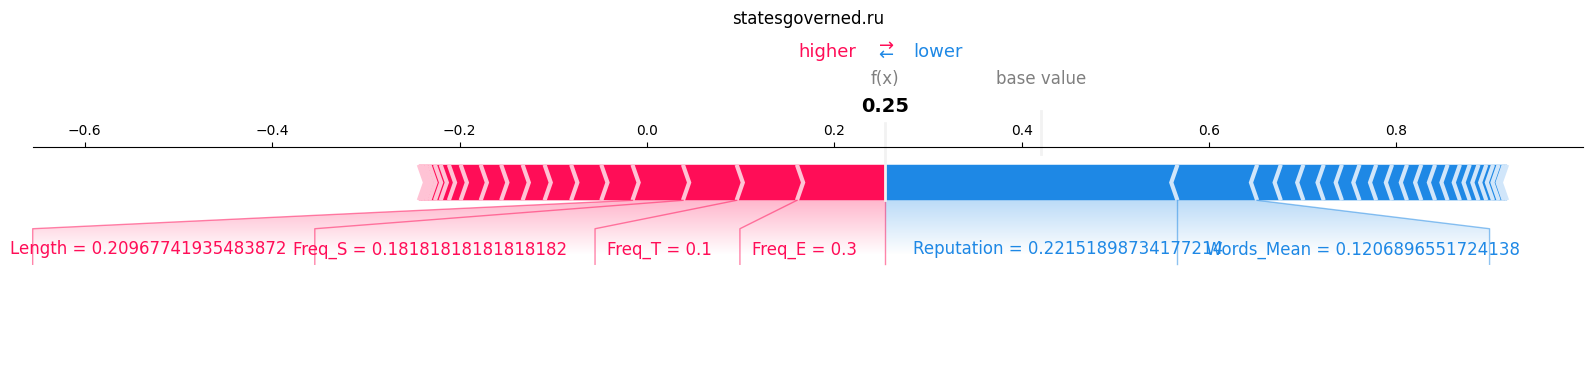 statesgoverned.ru
higher ⇄ lower
f(x) base value
0.25
−0.6 −0.4 −0.2 0.0 0.2 0.4 0.6 0.8
Length = 0.20967741935483872 Freq_S = 0.18181818181818182 Freq_T = 0.1 Freq_E = 0.3 Reputation = 0.22151898734177214 Words_Mean = 0.1206896551724138